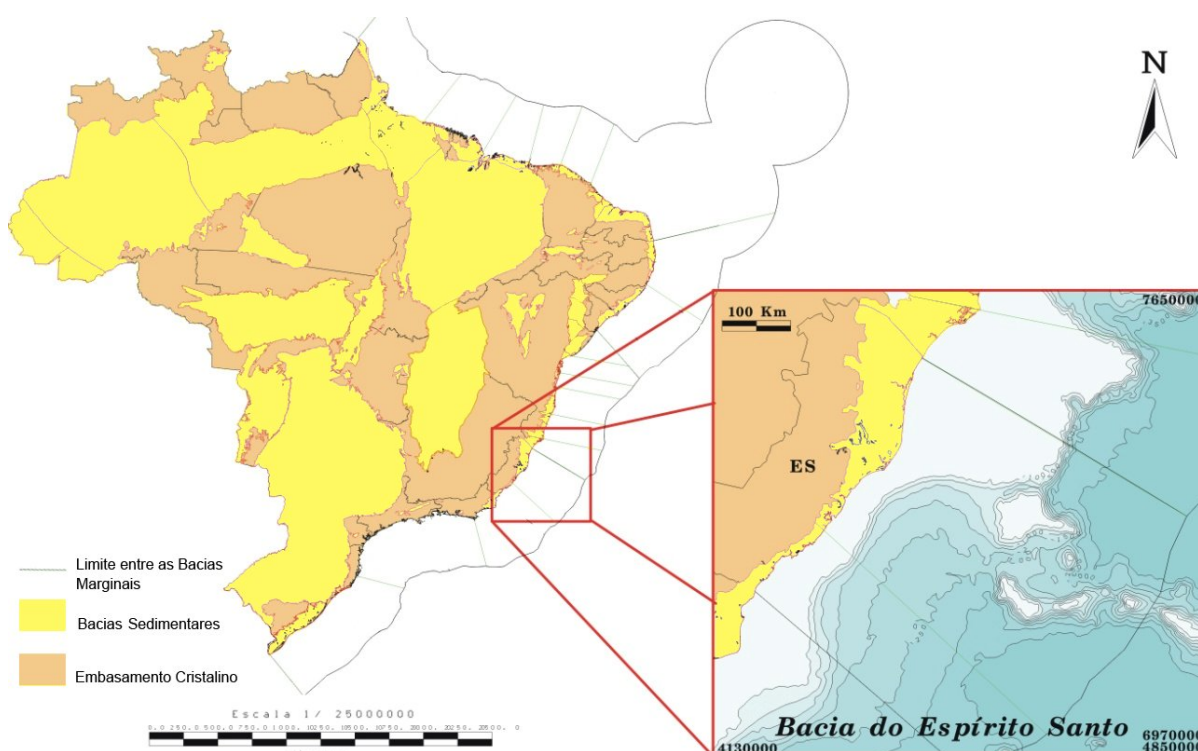 N
7650000
100 Km
ES
Limite entre as Bacias
Marginais
Bacias Sedimentares
Embasamento Cristalino
Escala 1/ 25000000
Bacia do Espírito Santo
4130000
6970000